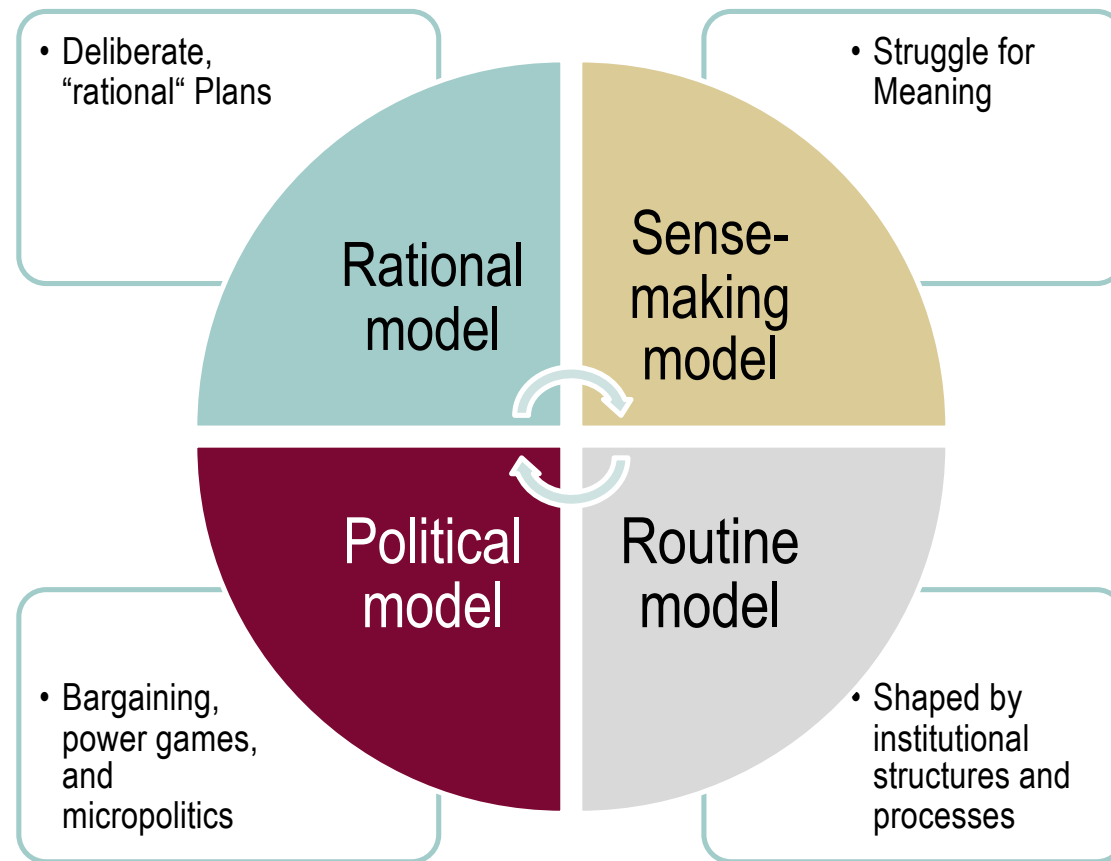 • Deliberate,
“rational“ Plans
• Struggle for
Meaning
Rational
model
Sense-
making
model
Political
model
Routine
model
• Bargaining,
power games,
and
micropolitics
• Shaped by
institutional
structures and
processes